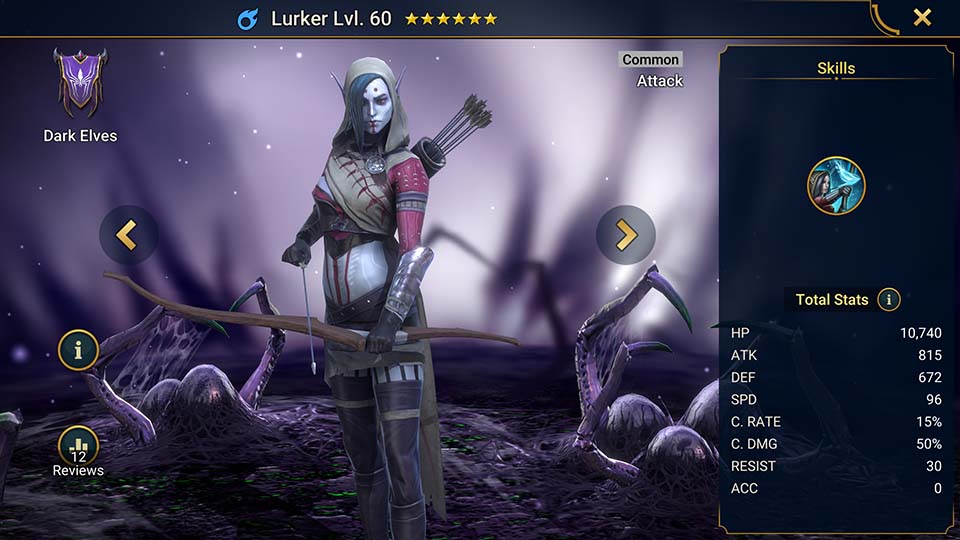 Lurker Lvl. 60
Dark Elves
Common
Attack
12
Reviews
Skills
Total Stats
HP 10,740
ATK 815
DEF 672
SPD 96
C. RATE 15%
C. DMG 50%
RESIST 30
ACC 0